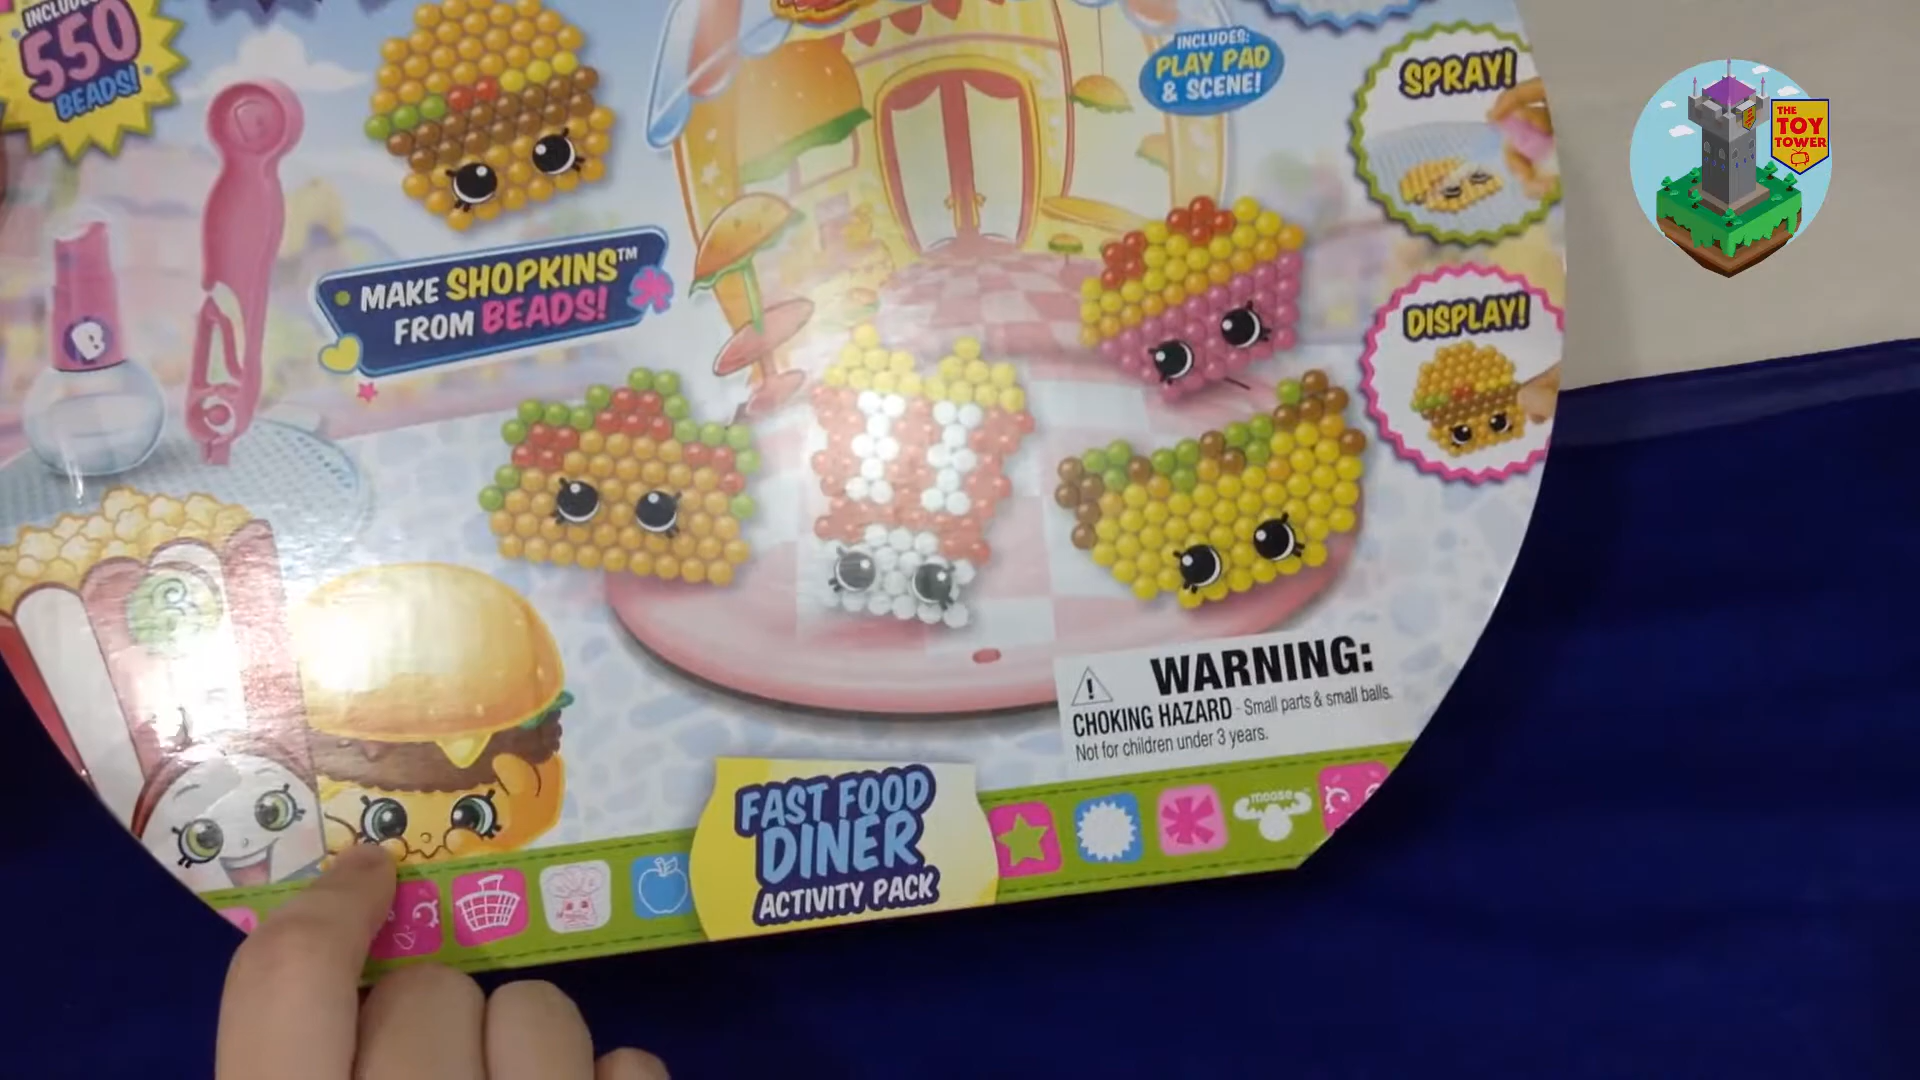 INCLUDES
550
BEADS!
INCLUDES:
PLAY PAD
& SCENE!
SPRAY!
THE
TOY
TOWER
MAKE SHOPKINS™
FROM BEADS!
DISPLAY!
B
WARNING:
CHOKING HAZARD - Small parts & small balls.
Not for children under 3 years.
FAST FOOD
DINER
ACTIVITY PACK
moose™